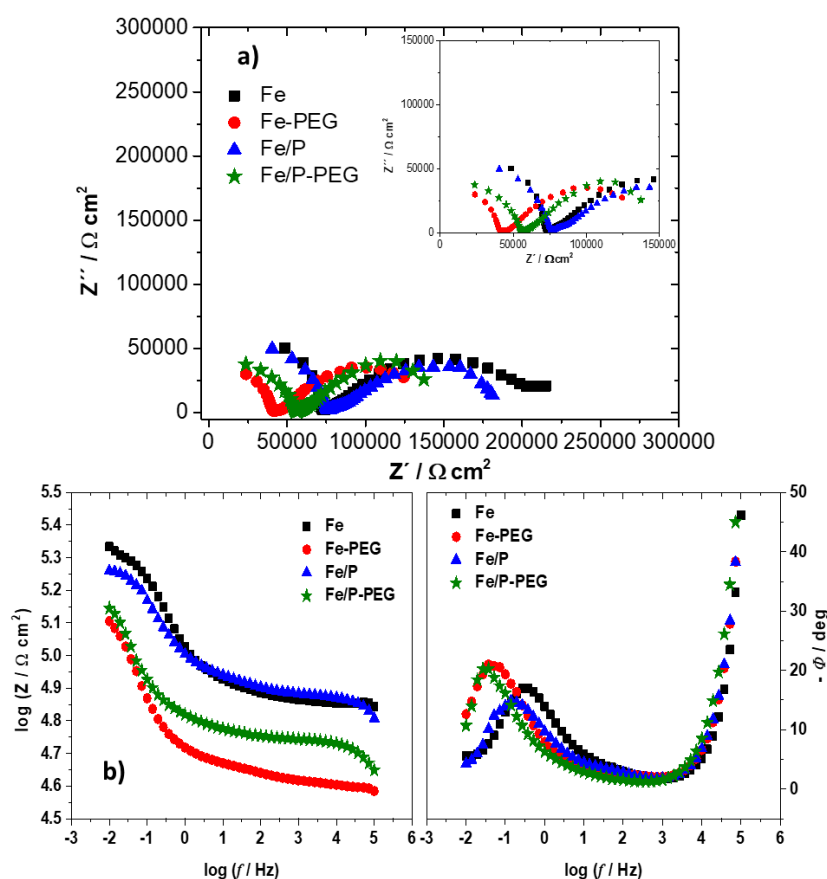 a)
300000
250000
200000
150000
100000
50000
0
Z´´ / Ω cm2
0 50000 100000 150000 200000 250000 300000
Z´ / Ω cm2
Fe
Fe-PEG
Fe/P
Fe/P-PEG
150000
100000
50000
0
Z´´ / Ω cm2
0 50000 100000 150000
Z´ / Ω cm2
b)
5.5
5.4
5.3
5.2
5.1
5.0
4.9
4.8
4.7
4.6
4.5
log (Z / Ω cm2)
-3 -2 -1 0 1 2 3 4 5 6
log (f / Hz)
Fe
Fe-PEG
Fe/P
Fe/P-PEG
50
40
30
20
10
0
- Φ / deg
-3 -2 -1 0 1 2 3 4 5 6
log (f / Hz)
Fe
Fe-PEG
Fe/P
Fe/P-PEG